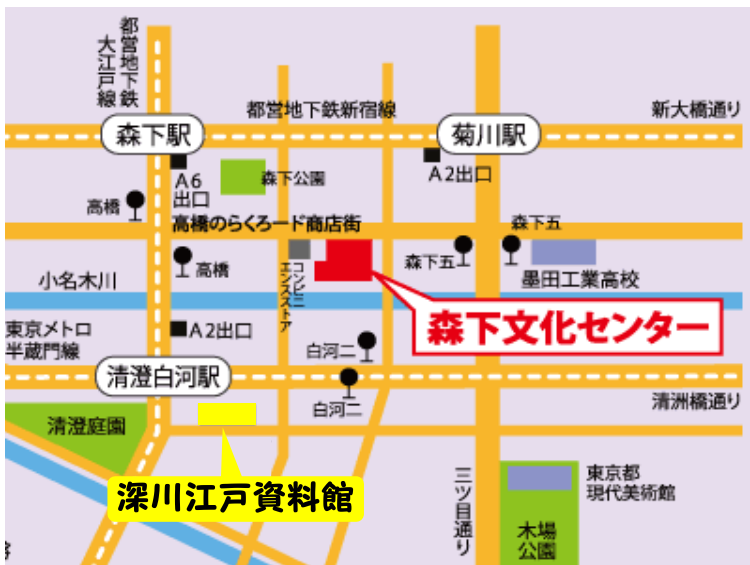 都営地下鉄
大江戸線
都営地下鉄新宿線
新大橋通り
森下駅
菊川駅
A6
出口
森下公園
A2出口
高橋
高橋のらくろード商店街
森下五
高橋
コンビニ
エンスストア
森下五
墨田工業高校
小名木川
森下文化センター
東京メトロ
半蔵門線
A2出口
白河二
清澄白河駅
白河二
清洲橋通り
清澄庭園
深川江戸資料館
三ツ目通り
東京都
現代美術館
木場
公園